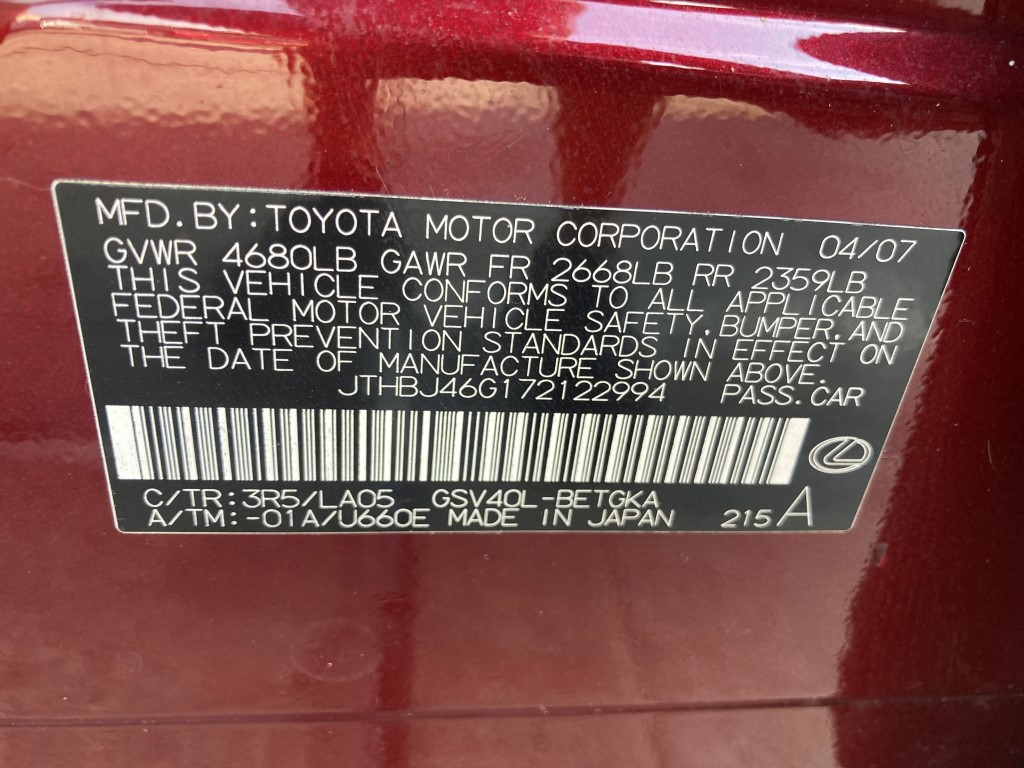 MFD.BY:TOYOTA MOTOR CORPORATION 04/07
GVWR 4680LB GAWR FR 2668LB RR 2359LB
THIS VEHICLE CONFORMS TO ALL APPLICABLE
FEDERAL MOTOR VEHICLE SAFETY.BUMPER.AND
THEFT PREVENTION STANDARDS IN EFFECT ON
THE DATE OF MANUFACTURE SHOWN ABOVE.
JTHBJ46G172122994 PASS.CAR
C/TR:3R5/LA05 GSV40L-BETGKA
A/TM:-01A/U660E MADE IN JAPAN 215 A